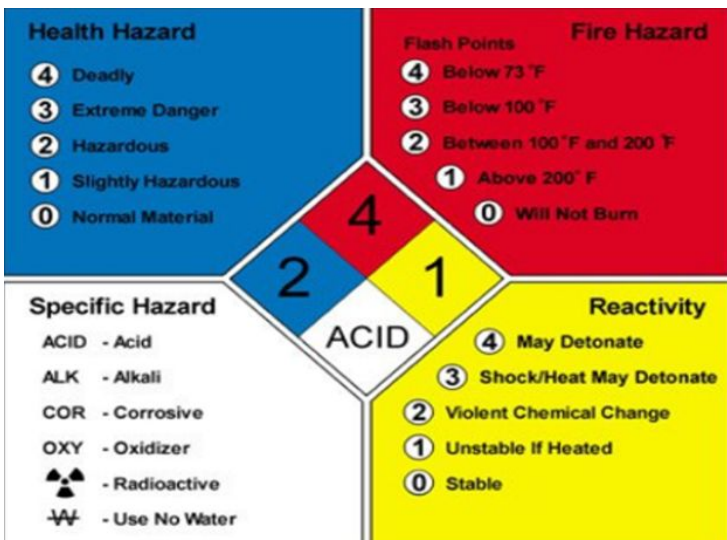 Health Hazard
4 Deadly
3 Extreme Danger
2 Hazardous
1 Slightly Hazardous
0 Normal Material
Fire Hazard
Flash Points
4 Below 73°F
3 Below 100°F
2 Between 100°F and 200°F
1 Above 200°F
0 Will Not Burn
4
2
1
ACID
Specific Hazard
ACID - Acid
ALK - Alkali
COR - Corrosive
OXY - Oxidizer
- Radioactive
W - Use No Water
Reactivity
4 May Detonate
3 Shock/Heat May Detonate
2 Violent Chemical Change
1 Unstable If Heated
0 Stable